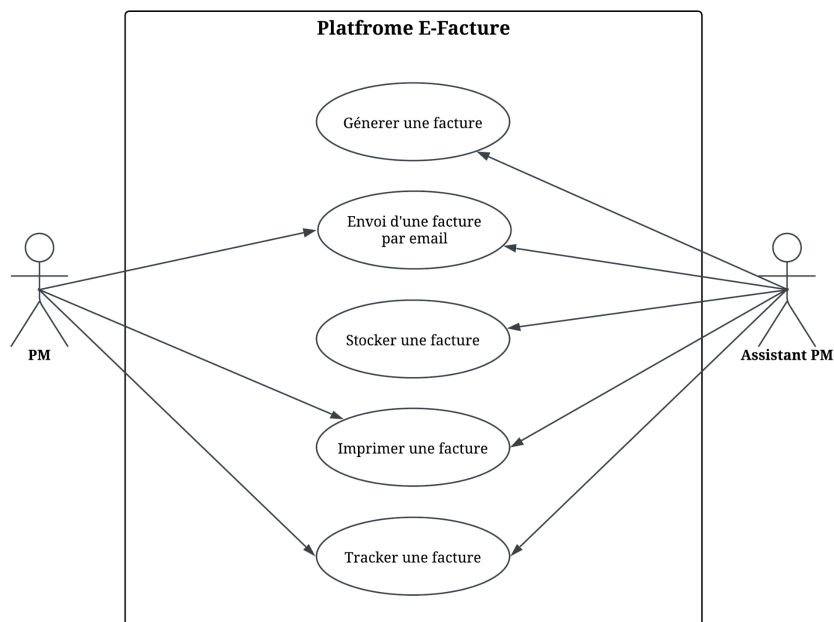 Platfrome E-Facture
Génerer une facture
Envoi d'une facture
par email
Stocker une facture
PM
Assistant PM
Imprimer une facture
Tracker une facture